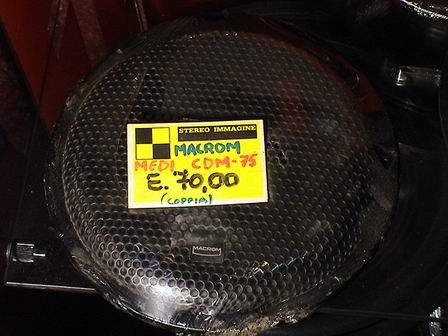 STEREO IMMAGINE
MACROM
MEDI CDM-75
E. 70,00
(COPPIA)
MACROM